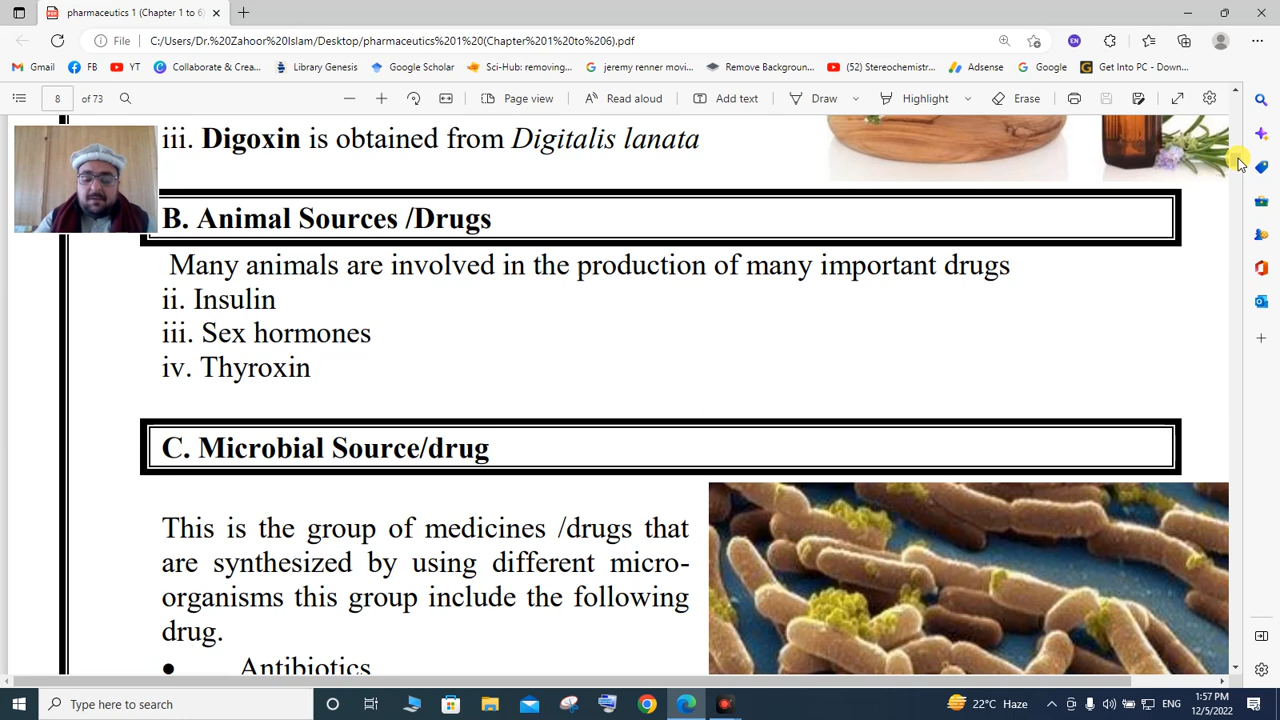 pharmaceutics 1 (Chapter 1 to 6)
File
C:/Users/Dr.%20Zahoor%20Islam/Desktop/pharmaceutics%201%20(Chapter%201%20to%206).pdf
EN
Gmail FB YT Collaborate & Crea... Library Genesis Google Scholar Sci-Hub: removing... jeremy renner movi... Remove Backgroun... (52) Stereochemistr... Adsense Google Get Into PC - Down...
8 of 73 Page view Read aloud Add text Draw Highlight Erase
iii. Digoxin is obtained from Digitalis lanata
B. Animal Sources /Drugs
Many animals are involved in the production of many important drugs
ii. Insulin
iii. Sex hormones
iv. Thyroxin
C. Microbial Source/drug
This is the group of medicines /drugs that
are synthesized by using different micro-
organisms this group include the following
drug.
• Antibiotics
Type here to search
22°C Haze
ENG
1:57 PM
12/5/2022